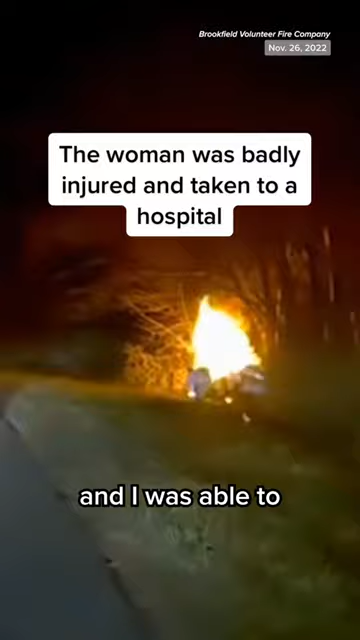 Brookfield Volunteer Fire Company
Nov. 26, 2022
The woman was badly
injured and taken to a
hospital
and I was able to